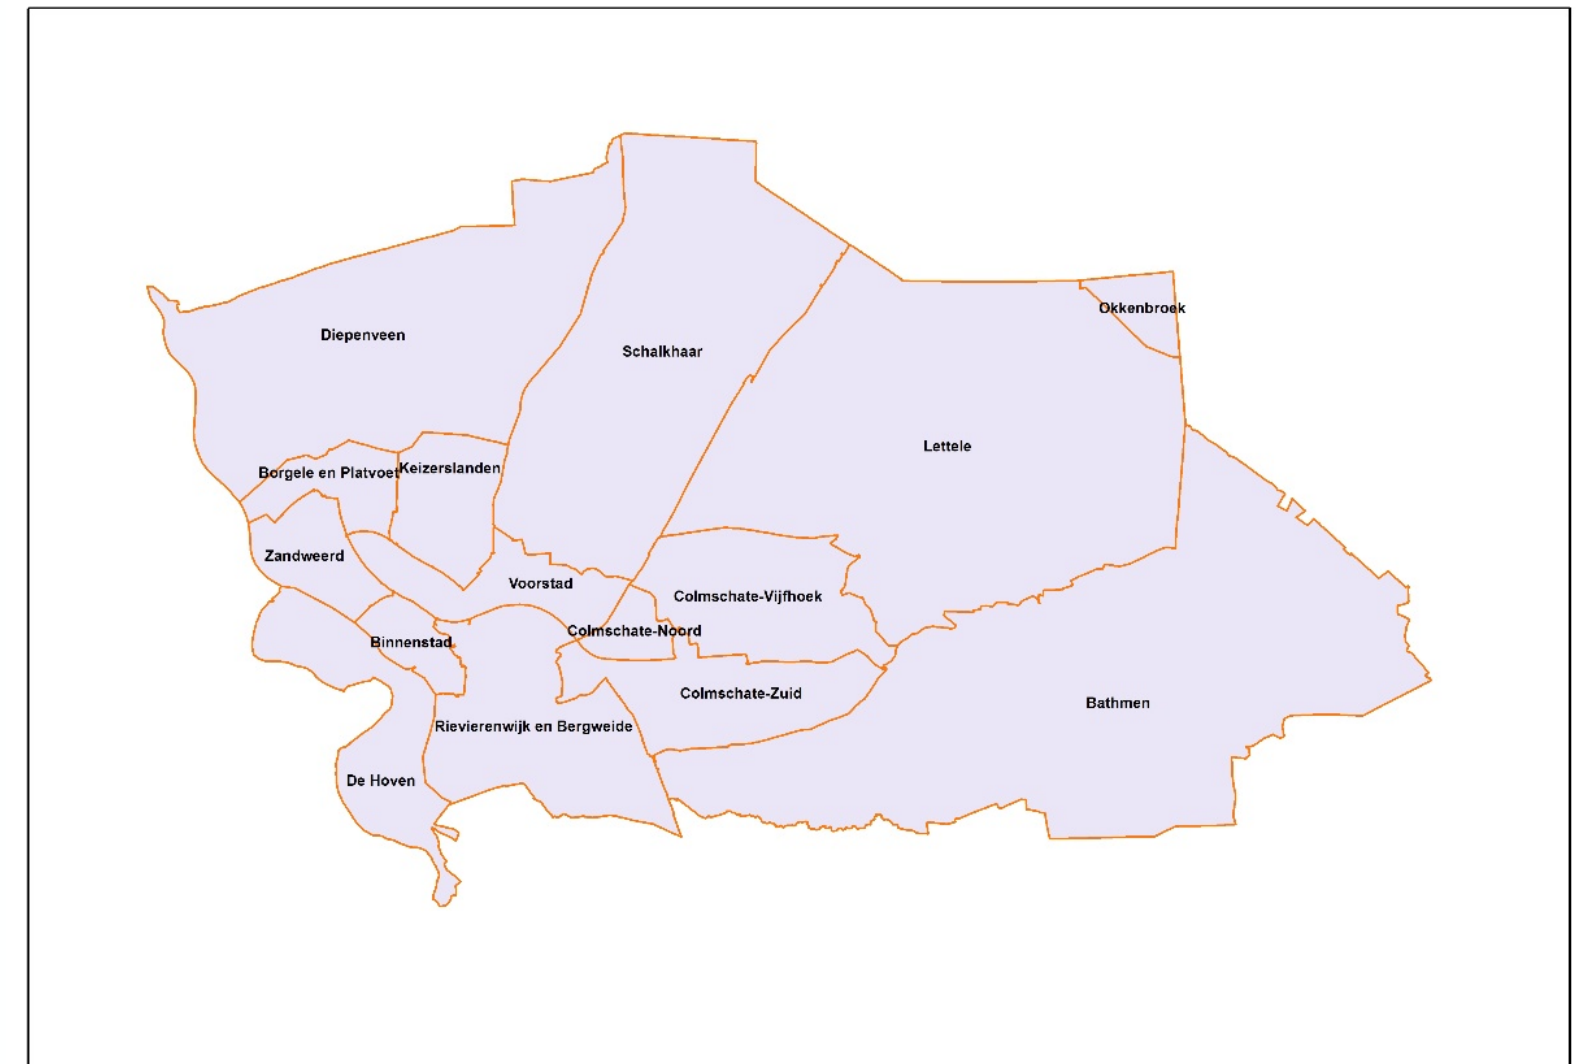 Okkenbroek
Diepenveen
Schalkhaar
Lettele
Borgele en Platvoet
Keizerslanden
Zandweerd
Voorstad
Colmschate-Vijfhoek
Colmschate-Noord
Binnenstad
Colmschate-Zuid
Bathmen
Rievierenwijk en Bergweide
De Hoven